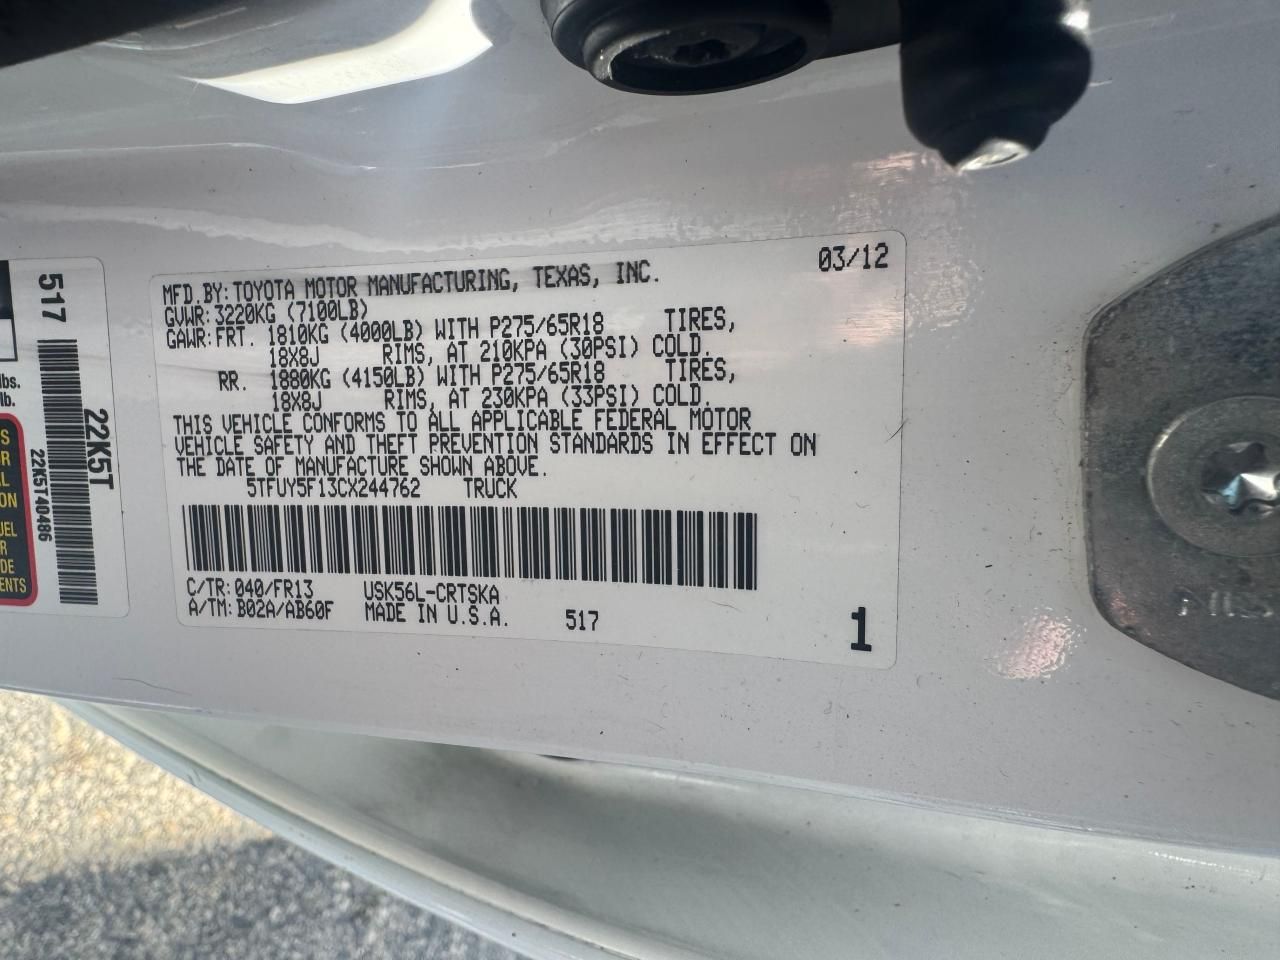 MFD.BY:TOYOTA MOTOR MANUFACTURING, TEXAS, INC. 03/12
GVWR:3220KG (7100LB)
GAWR:FRT. 1810KG (4000LB) WITH P275/65R18 TIRES,
18X8J RIMS, AT 210KPA (30PSI) COLD.
RR. 1880KG (4150LB) WITH P275/65R18 TIRES,
18X8J RIMS, AT 230KPA (33PSI) COLD.
THIS VEHICLE CONFORMS TO ALL APPLICABLE FEDERAL MOTOR
VEHICLE SAFETY AND THEFT PREVENTION STANDARDS IN EFFECT ON
THE DATE OF MANUFACTURE SHOWN ABOVE.
5TFUY5F13CX244762 TRUCK
C/TR:040/FR13 USK56L-CRTSKA
A/TM:B02A/AB60F MADE IN U.S.A. 517 1
517
22K5T
22K5T40486
lbs.
lb.